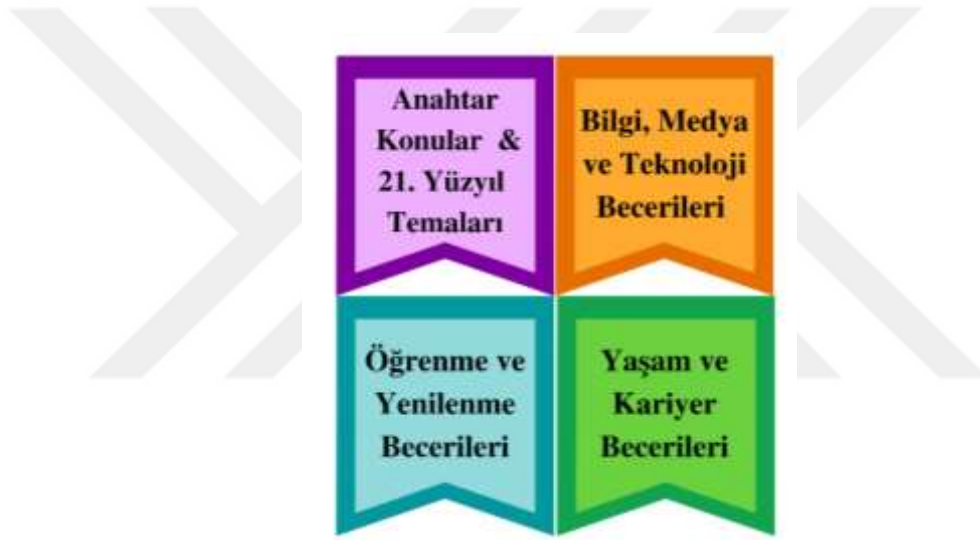 Anahtar
Konular &
21. Yüzyıl
Temaları
Bilgi, Medya
ve Teknoloji
Becerileri
Öğrenme ve
Yenilenme
Becerileri
Yaşam ve
Kariyer
Becerileri